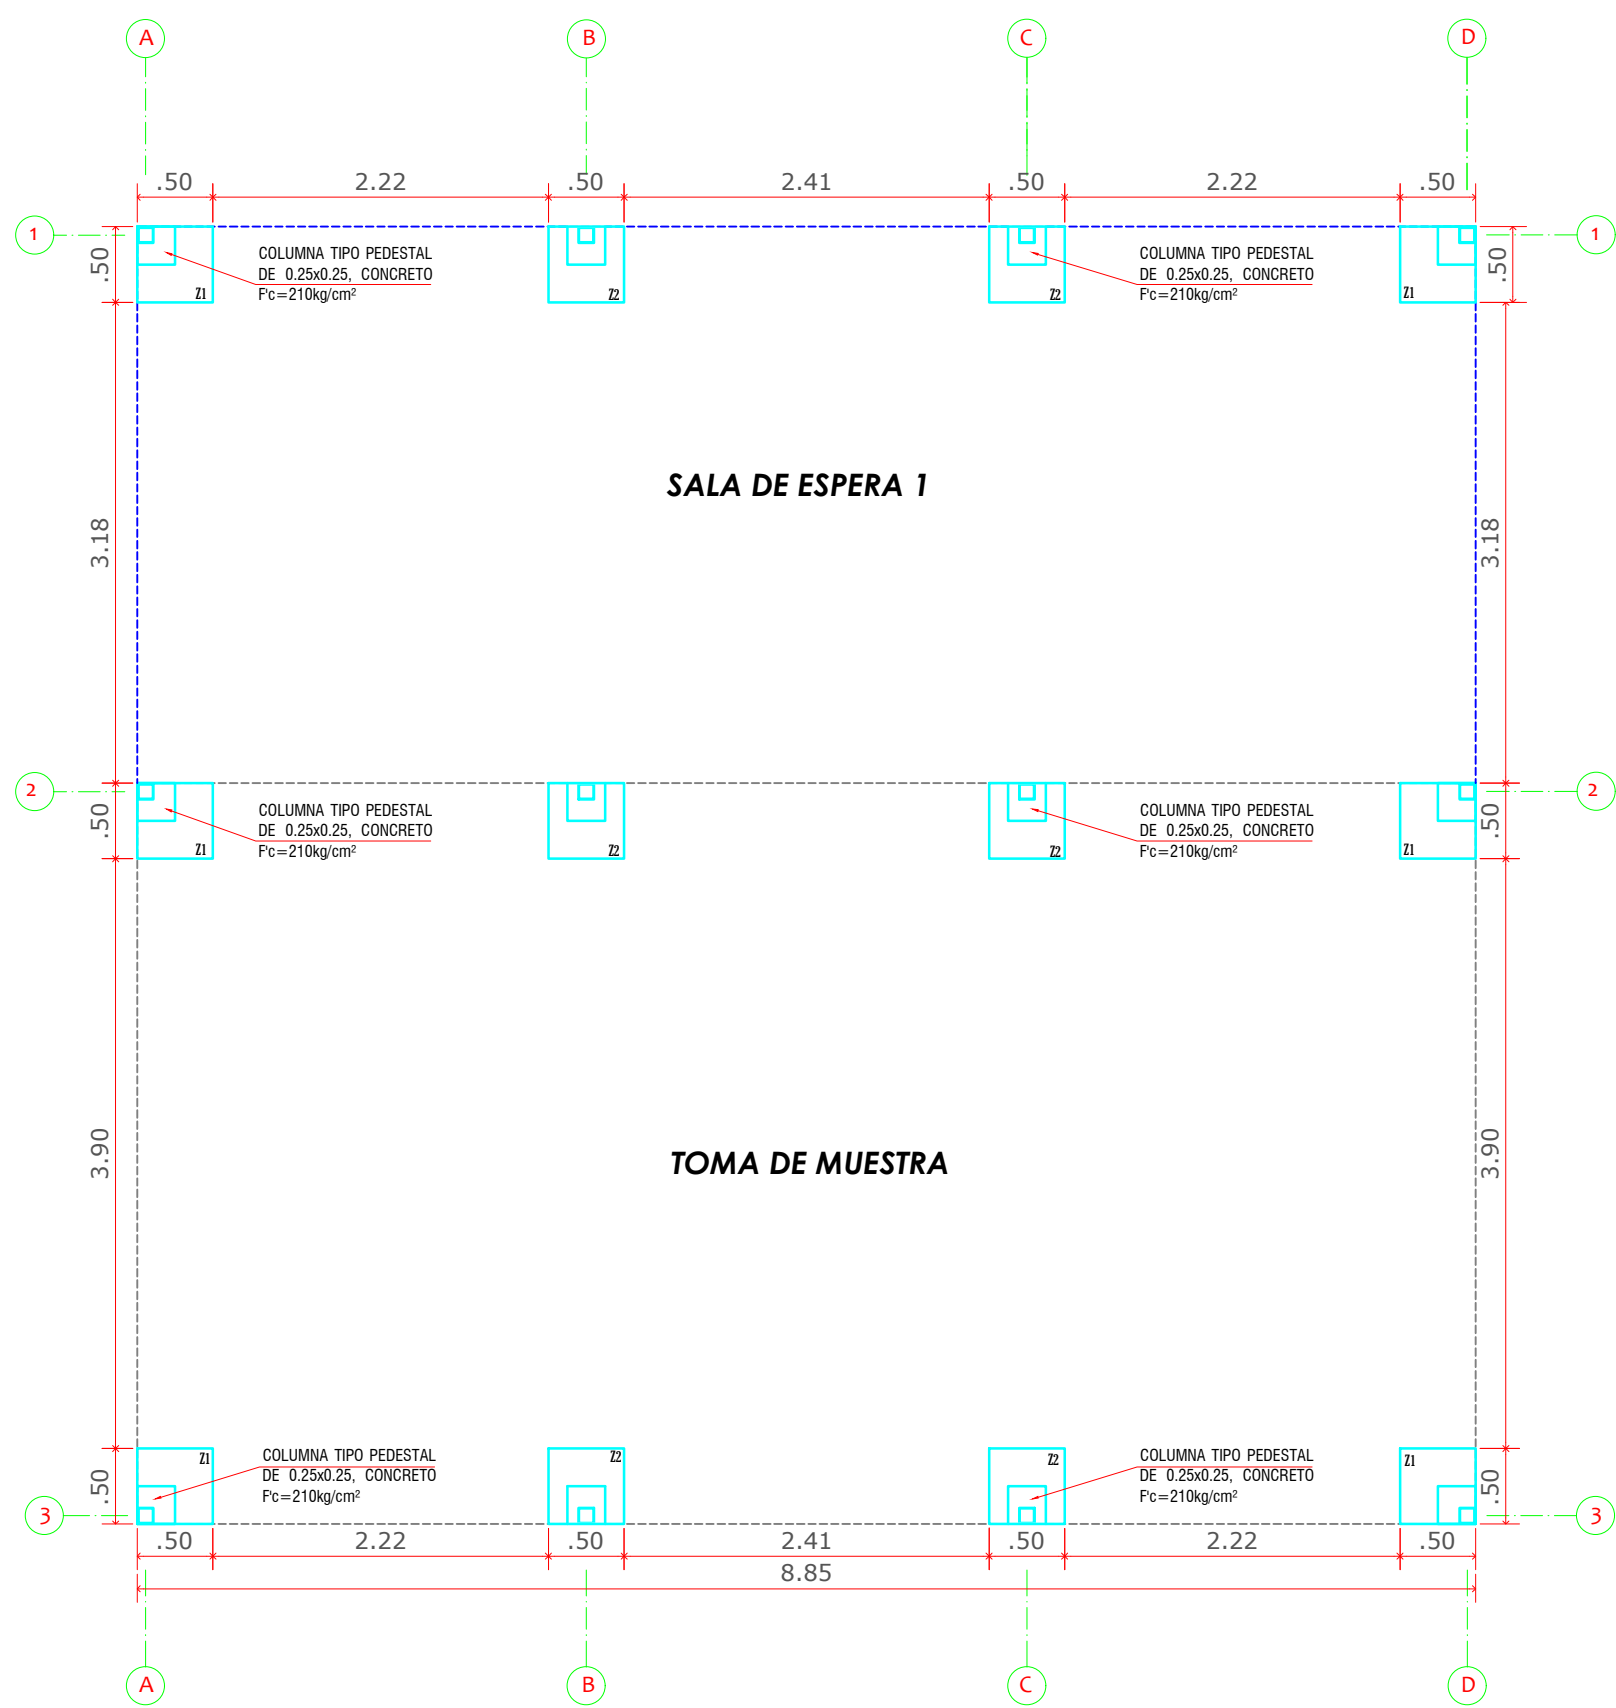 A B C D
.50 2.22 .50 2.41 .50 2.22 .50
1 1
.50 .50
COLUMNA TIPO PEDESTAL
DE 0.25x0.25, CONCRETO
F'c=210kg/cm²
COLUMNA TIPO PEDESTAL
DE 0.25x0.25, CONCRETO
F'c=210kg/cm²
Z1 Z2 Z2 Z1
SALA DE ESPERA 1
3.18 3.18
2 2
.50 .50
COLUMNA TIPO PEDESTAL
DE 0.25x0.25, CONCRETO
F'c=210kg/cm²
COLUMNA TIPO PEDESTAL
DE 0.25x0.25, CONCRETO
F'c=210kg/cm²
Z1 Z2 Z2 Z1
3.90 3.90
TOMA DE MUESTRA
Z1 Z2 Z2 Z1
COLUMNA TIPO PEDESTAL
DE 0.25x0.25, CONCRETO
F'c=210kg/cm²
COLUMNA TIPO PEDESTAL
DE 0.25x0.25, CONCRETO
F'c=210kg/cm²
.50 .50
3 3
.50 2.22 .50 2.41 .50 2.22 .50
8.85
A B C D